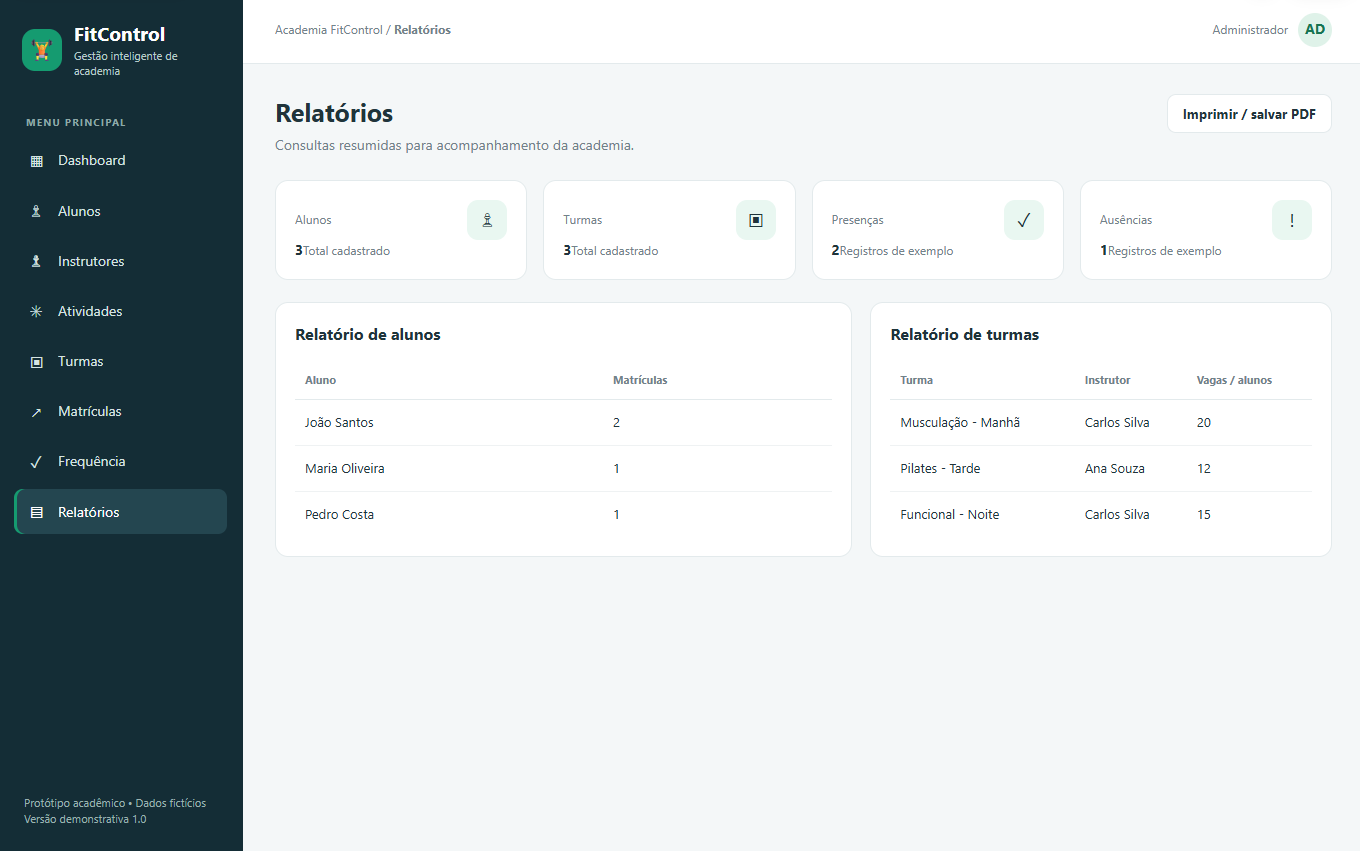 FitControl
Gestão inteligente de
academia
MENU PRINCIPAL
Dashboard
Alunos
Instrutores
Atividades
Turmas
Matrículas
Frequência
Relatórios
Protótipo acadêmico • Dados fictícios
Versão demonstrativa 1.0
Academia FitControl / Relatórios
Administrador AD
Relatórios
Consultas resumidas para acompanhamento da academia.
Imprimir / salvar PDF
Alunos
3Total cadastrado
Turmas
3Total cadastrado
Presenças
2Registros de exemplo
Ausências
!
1Registros de exemplo
Relatório de alunos
Aluno Matrículas
João Santos 2
Maria Oliveira 1
Pedro Costa 1
Relatório de turmas
Turma Instrutor Vagas / alunos
Musculação - Manhã Carlos Silva 20
Pilates - Tarde Ana Souza 12
Funcional - Noite Carlos Silva 15